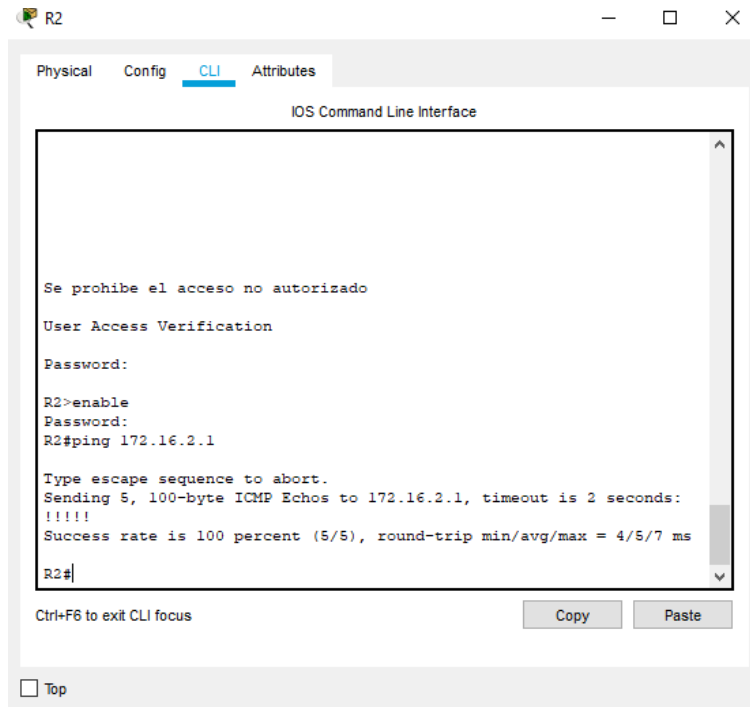 R2
Physical Config CLI Attributes
IOS Command Line Interface
Se prohibe el acceso no autorizado
User Access Verification
Password:
R2>enable
Password:
R2#ping 172.16.2.1
Type escape sequence to abort.
Sending 5, 100-byte ICMP Echos to 172.16.2.1, timeout is 2 seconds:
!!!!!
Success rate is 100 percent (5/5), round-trip min/avg/max = 4/5/7 ms
R2#
Ctrl+F6 to exit CLI focus
Copy Paste
Top